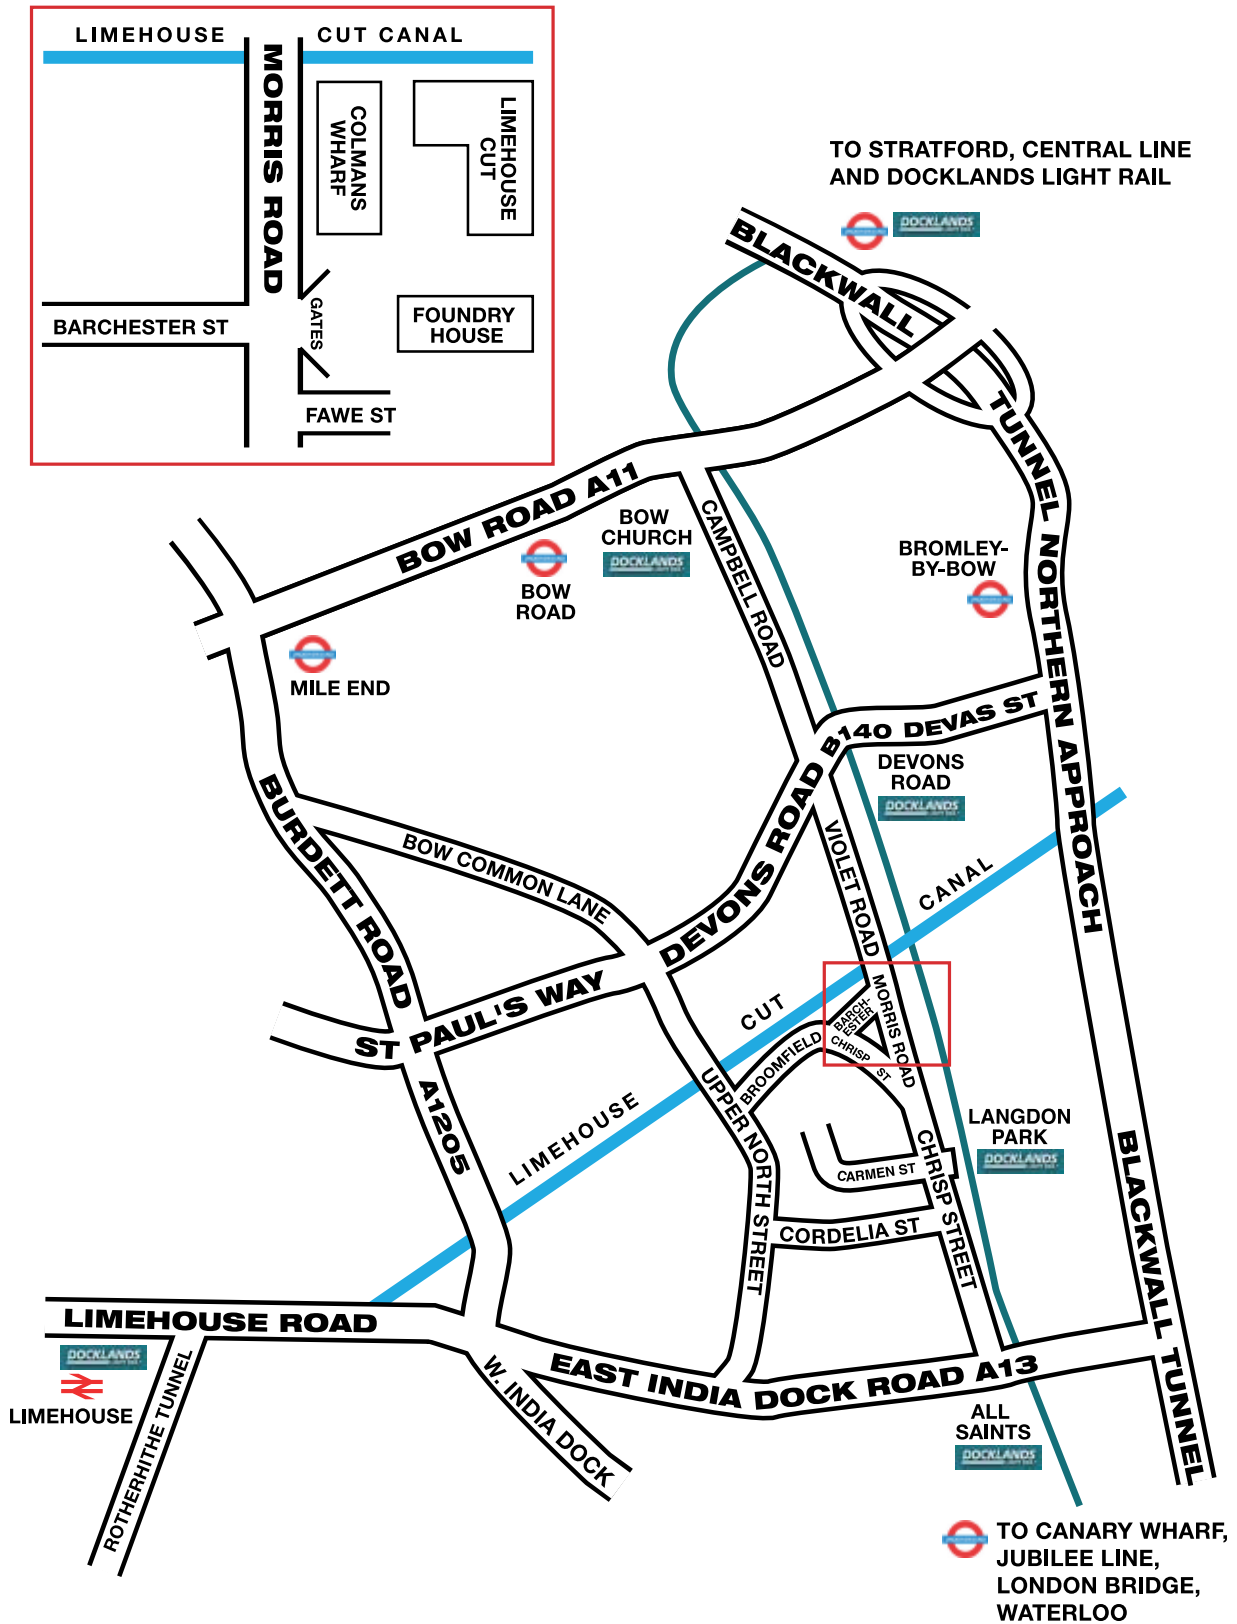 LIMEHOUSE
CUT CANAL
MORRIS ROAD
COLMANS
WHARF
LIMEHOUSE
CUT
GATES
FOUNDRY
HOUSE
BARCHESTER ST
FAWE ST
TO STRATFORD, CENTRAL LINE
AND DOCKLANDS LIGHT RAIL
DOCKLANDS
BLACKWALL
TUNNEL NORTHERN APPROACH
BOW ROAD A11
BOW
CHURCH
DOCKLANDS
BOW
ROAD
MILE END
CAMPBELL ROAD
BROMLEY-
BY-BOW
B140 DEVAS ST
DEVONS
ROAD
DOCKLANDS
BURDETT ROAD
BOW COMMON LANE
DEVONS ROAD
VIOLET ROAD
CANAL
CUT
LIMEHOUSE
ST PAUL'S WAY
A1205
MORRIS ROAD
BARCH-
ESTER
CHRISP ST
BROOMFIELD
UPPER NORTH STREET
LANGDON
PARK
DOCKLANDS
CARMEN ST
CHRISP STREET
CORDELIA ST
BLACKWALL TUNNEL
LIMEHOUSE ROAD
DOCKLANDS
LIMEHOUSE
ROTHERHITHE TUNNEL
W. INDIA DOCK
EAST INDIA DOCK ROAD A13
ALL
SAINTS
DOCKLANDS
TO CANARY WHARF,
JUBILEE LINE,
LONDON BRIDGE,
WATERLOO